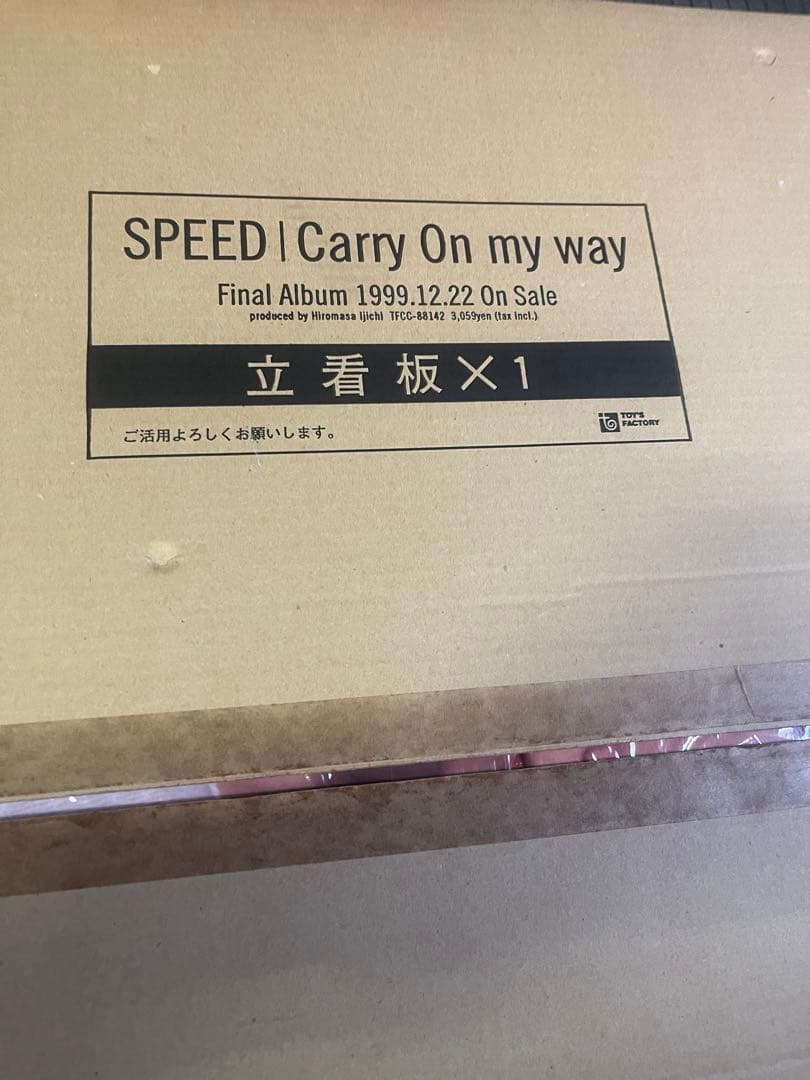 SPEED | Carry On my way
Final Album 1999.12.22 On Sale
produced by Hiromasa Ijichi TFCC-88142 3,059yen (tax incl.)
立看板×1
ご活用よろしくお願いします。
TOY'S
FACTORY